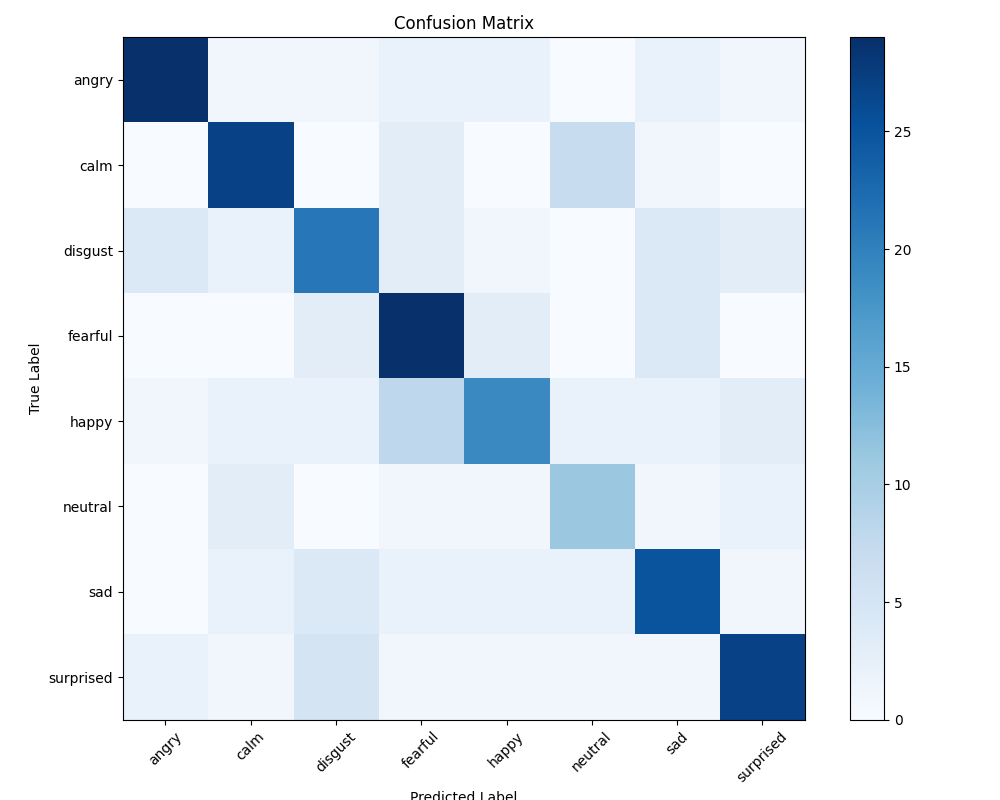 Confusion Matrix
True Label
angry
calm
disgust
fearful
happy
neutral
sad
surprised
angry
calm
disgust
fearful
happy
neutral
sad
surprised
Predicted Label
25
20
15
10
5
0